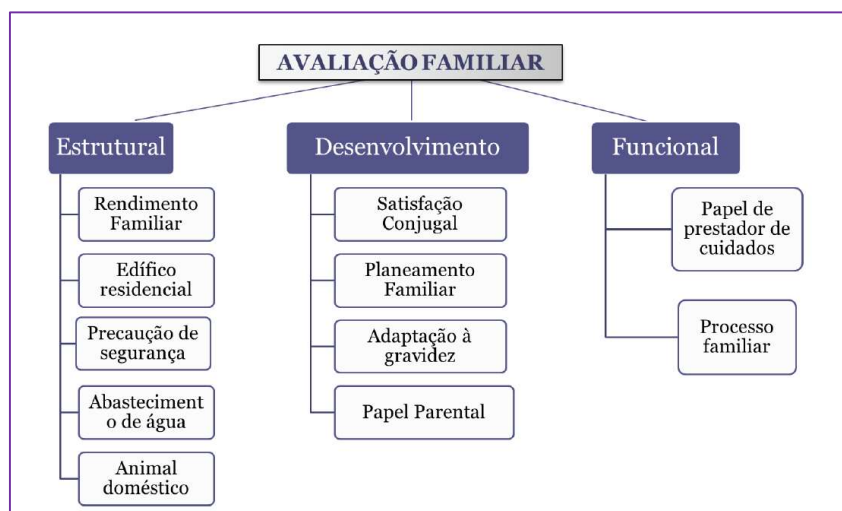 AVALIAÇÃO FAMILIAR
Estrutural
Rendimento
Familiar
Edífico
residencial
Precaução de
segurança
Abasteciment
o de água
Animal
doméstico
Desenvolvimento
Satisfação
Conjugal
Planeamento
Familiar
Adaptação à
gravidez
Papel Parental
Funcional
Papel de
prestador de
cuidados
Processo
familiar